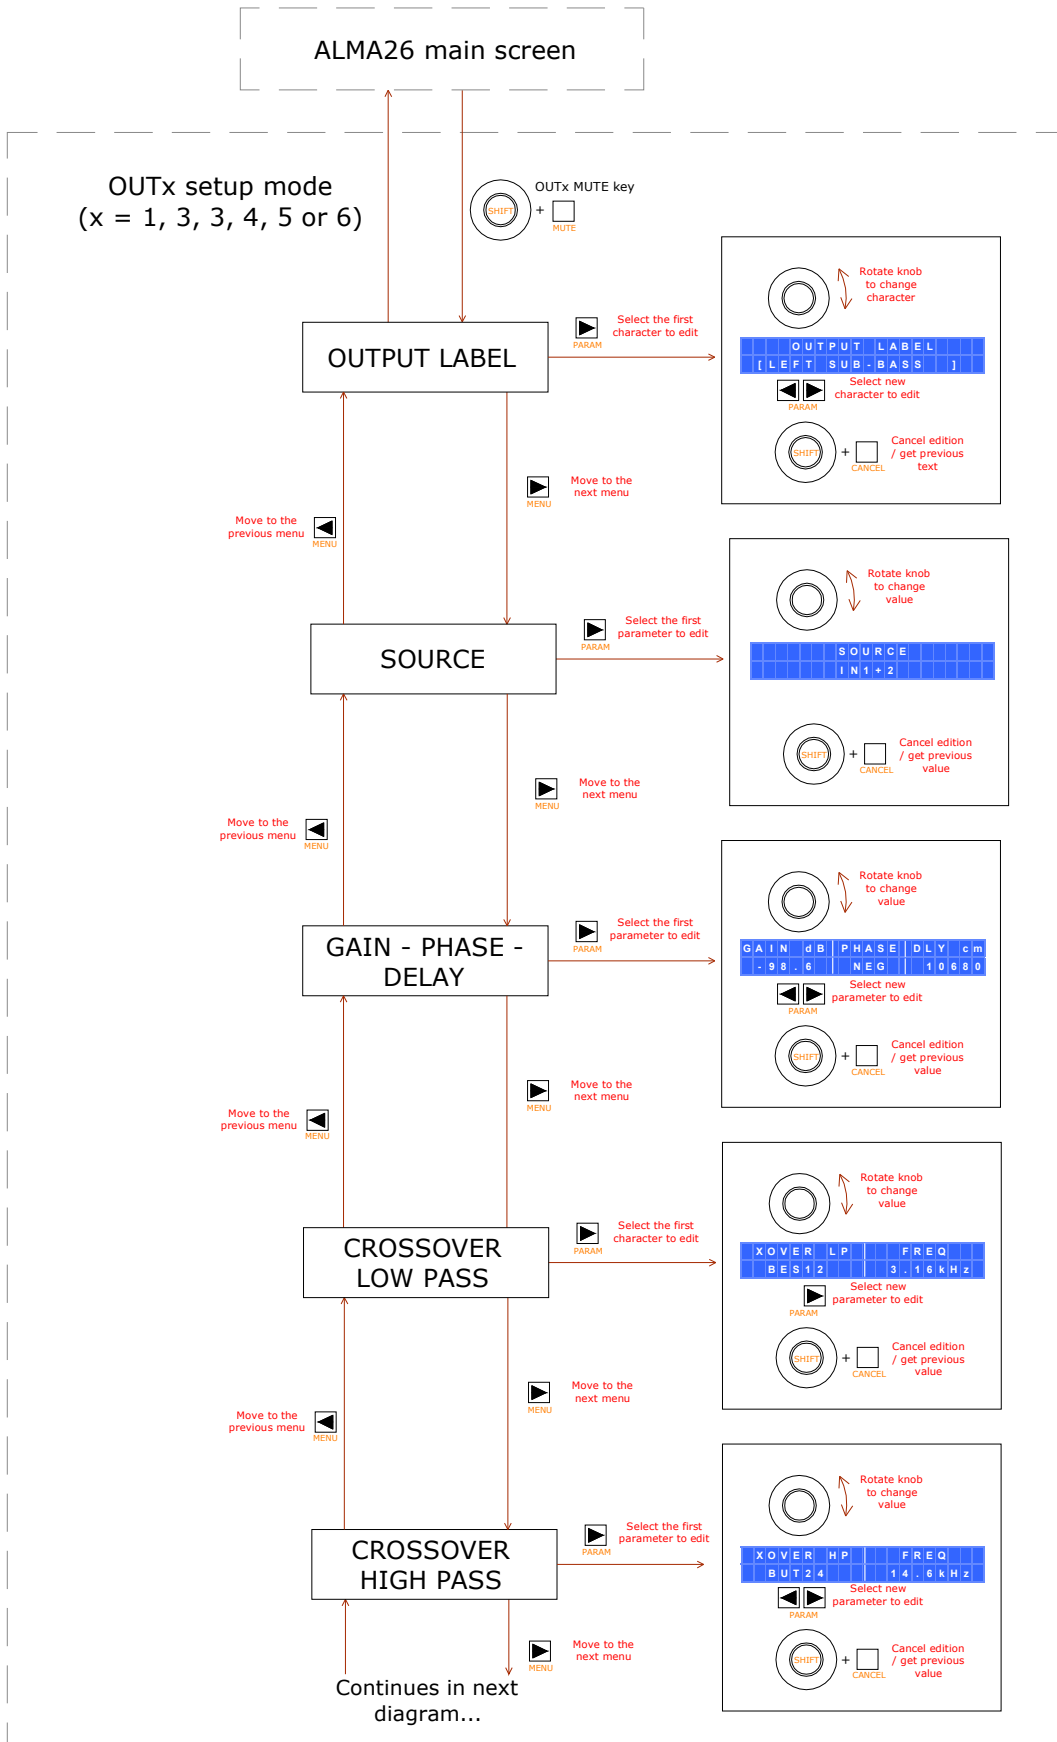 ALMA26 main screen
OUTx setup mode
(x = 1, 3, 3, 4, 5 or 6)
OUTx MUTE key
SHIFT
+
MUTE
OUTPUT LABEL
Select the first
character to edit
PARAM
Rotate knob
to change
character
OUTPUT LABEL
[LEFT SUB-BASS ]
Select new
character to edit
PARAM
SHIFT
+
CANCEL
Cancel edition
/ get previous
text
Move to the
next menu
MENU
Move to the
previous menu
MENU
SOURCE
Select the first
parameter to edit
PARAM
Rotate knob
to change
value
SOURCE
IN1+2
SHIFT
+
CANCEL
Cancel edition
/ get previous
value
Move to the
next menu
MENU
Move to the
previous menu
MENU
GAIN - PHASE -
DELAY
Select the first
parameter to edit
PARAM
Rotate knob
to change
value
GAIN dB PHASE DLY cm
-98.6 NEG 10680
Select new
parameter to edit
PARAM
SHIFT
+
CANCEL
Cancel edition
/ get previous
value
Move to the
next menu
MENU
Move to the
previous menu
MENU
CROSSOVER
LOW PASS
Select the first
character to edit
PARAM
Rotate knob
to change
value
XOVER LP FREQ
BES12 3.16kHz
Select new
parameter to edit
PARAM
SHIFT
+
CANCEL
Cancel edition
/ get previous
value
Move to the
next menu
MENU
Move to the
previous menu
MENU
CROSSOVER
HIGH PASS
Select the first
parameter to edit
PARAM
Rotate knob
to change
value
XOVER HP FREQ
BUT24 14.6kHz
Select new
parameter to edit
PARAM
SHIFT
+
CANCEL
Cancel edition
/ get previous
value
Move to the
next menu
MENU
Continues in next
diagram...